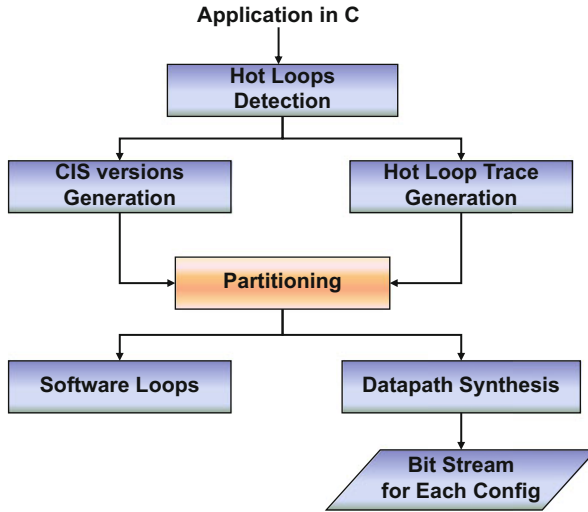 Application in C
Hot Loops
Detection
CIS versions
Generation
Hot Loop Trace
Generation
Partitioning
Software Loops
Datapath Synthesis
Bit Stream
for Each Config